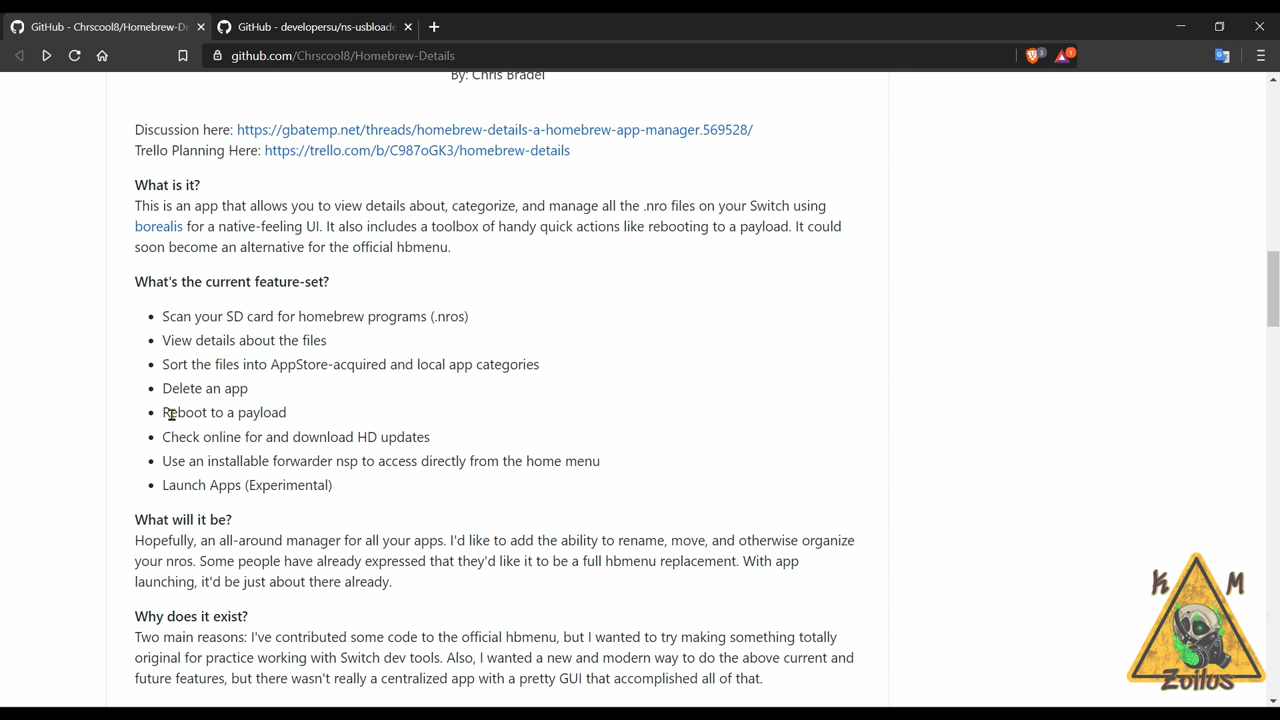 GitHub - Chrscool8/Homebrew-De
GitHub - developersu/ns-usbloade
github.com/Chrscool8/Homebrew-Details
3
1
By: Chris Bradel
Discussion here: https://gbatemp.net/threads/homebrew-details-a-homebrew-app-manager.569528/
Trello Planning Here: https://trello.com/b/C987oGK3/homebrew-details
What is it?
This is an app that allows you to view details about, categorize, and manage all the .nro files on your Switch using
borealis for a native-feeling UI. It also includes a toolbox of handy quick actions like rebooting to a payload. It could
soon become an alternative for the official hbmenu.
What's the current feature-set?
Scan your SD card for homebrew programs (.nros)
View details about the files
Sort the files into AppStore-acquired and local app categories
Delete an app
Reboot to a payload
Check online for and download HD updates
Use an installable forwarder nsp to access directly from the home menu
Launch Apps (Experimental)
What will it be?
Hopefully, an all-around manager for all your apps. I'd like to add the ability to rename, move, and otherwise organize
your nros. Some people have already expressed that they'd like it to be a full hbmenu replacement. With app
launching, it'd be just about there already.
Why does it exist?
Two main reasons: I've contributed some code to the official hbmenu, but I wanted to try making something totally
original for practice working with Switch dev tools. Also, I wanted a new and modern way to do the above current and
future features, but there wasn't really a centralized app with a pretty GUI that accomplished all of that.
K M
Zoilus